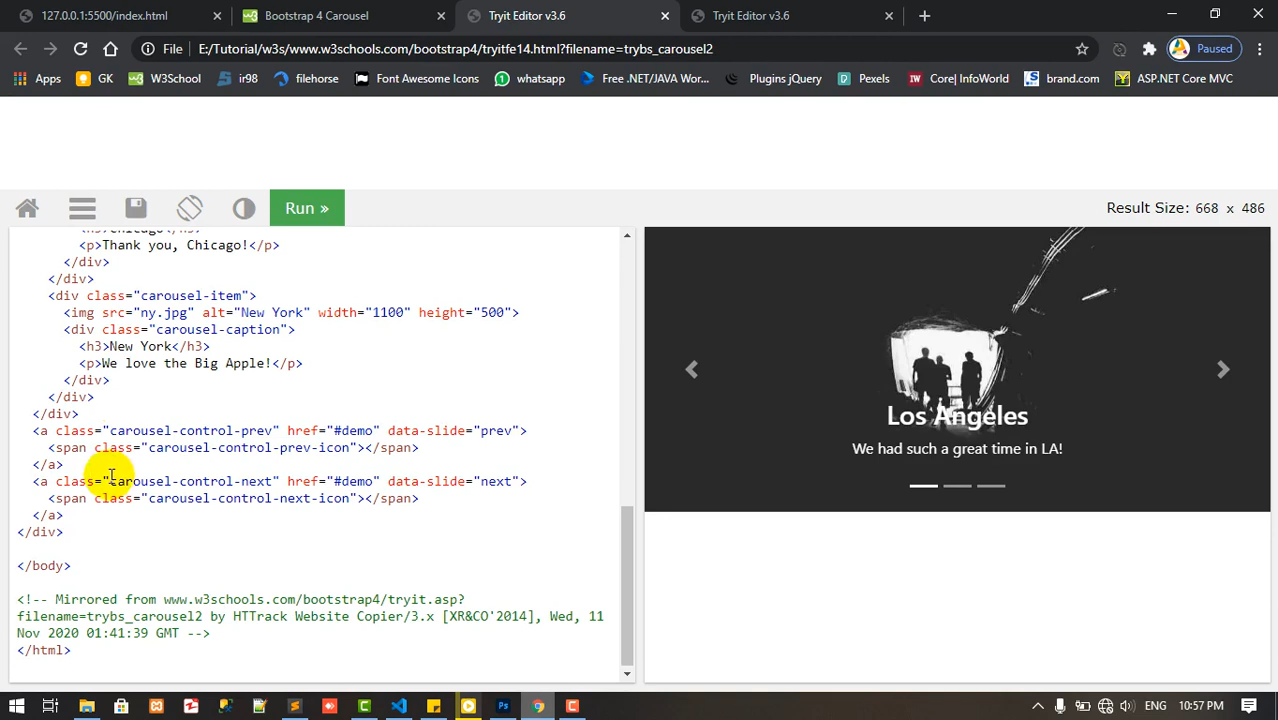 127.0.0.1:5500/index.html
Bootstrap 4 Carousel
Tryit Editor v3.6
Tryit Editor v3.6
File
E:/Tutorial/w3s/www.w3schools.com/bootstrap4/tryitfe14.html?filename=trybs_carousel2
Paused
Apps
GK
W3School
ir98
filehorse
Font Awesome Icons
whatsapp
Free .NET/JAVA Wor...
Plugins jQuery
Pexels
Core| InfoWorld
brand.com
ASP.NET Core MVC
Run »
Result Size: 668 x 486
<p>Thank you, Chicago!</p>
</div>
</div>
<div class="carousel-item">
<img src="ny.jpg" alt="New York" width="1100" height="500">
<div class="carousel-caption">
<h3>New York</h3>
<p>We love the Big Apple!</p>
</div>
</div>
</div>
<a class="carousel-control-prev" href="#demo" data-slide="prev">
<span class="carousel-control-prev-icon"></span>
</a>
<a class="carousel-control-next" href="#demo" data-slide="next">
<span class="carousel-control-next-icon"></span>
</a>
</div>
</body>
<!-- Mirrored from www.w3schools.com/bootstrap4/tryit.asp?
filename=trybs_carousel2 by HTTrack Website Copier/3.x [XR&CO'2014], Wed, 11
Nov 2020 01:41:39 GMT -->
</html>
Los Angeles
We had such a great time in LA!
ENG
10:57 PM